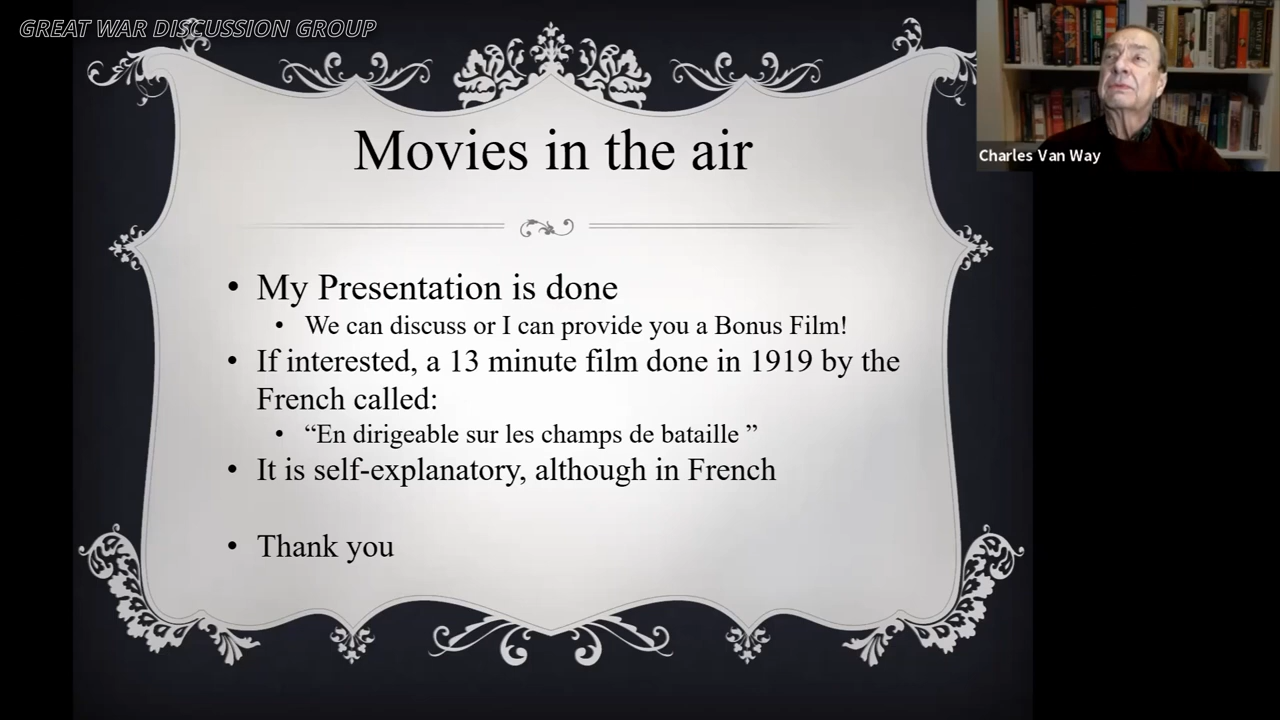 GREAT WAR DISCUSSION GROUP
Charles Van Way
Movies in the air
• My Presentation is done
• We can discuss or I can provide you a Bonus Film!
• If interested, a 13 minute film done in 1919 by the
French called:
• “En dirigeable sur les champs de bataille ”
• It is self-explanatory, although in French
• Thank you